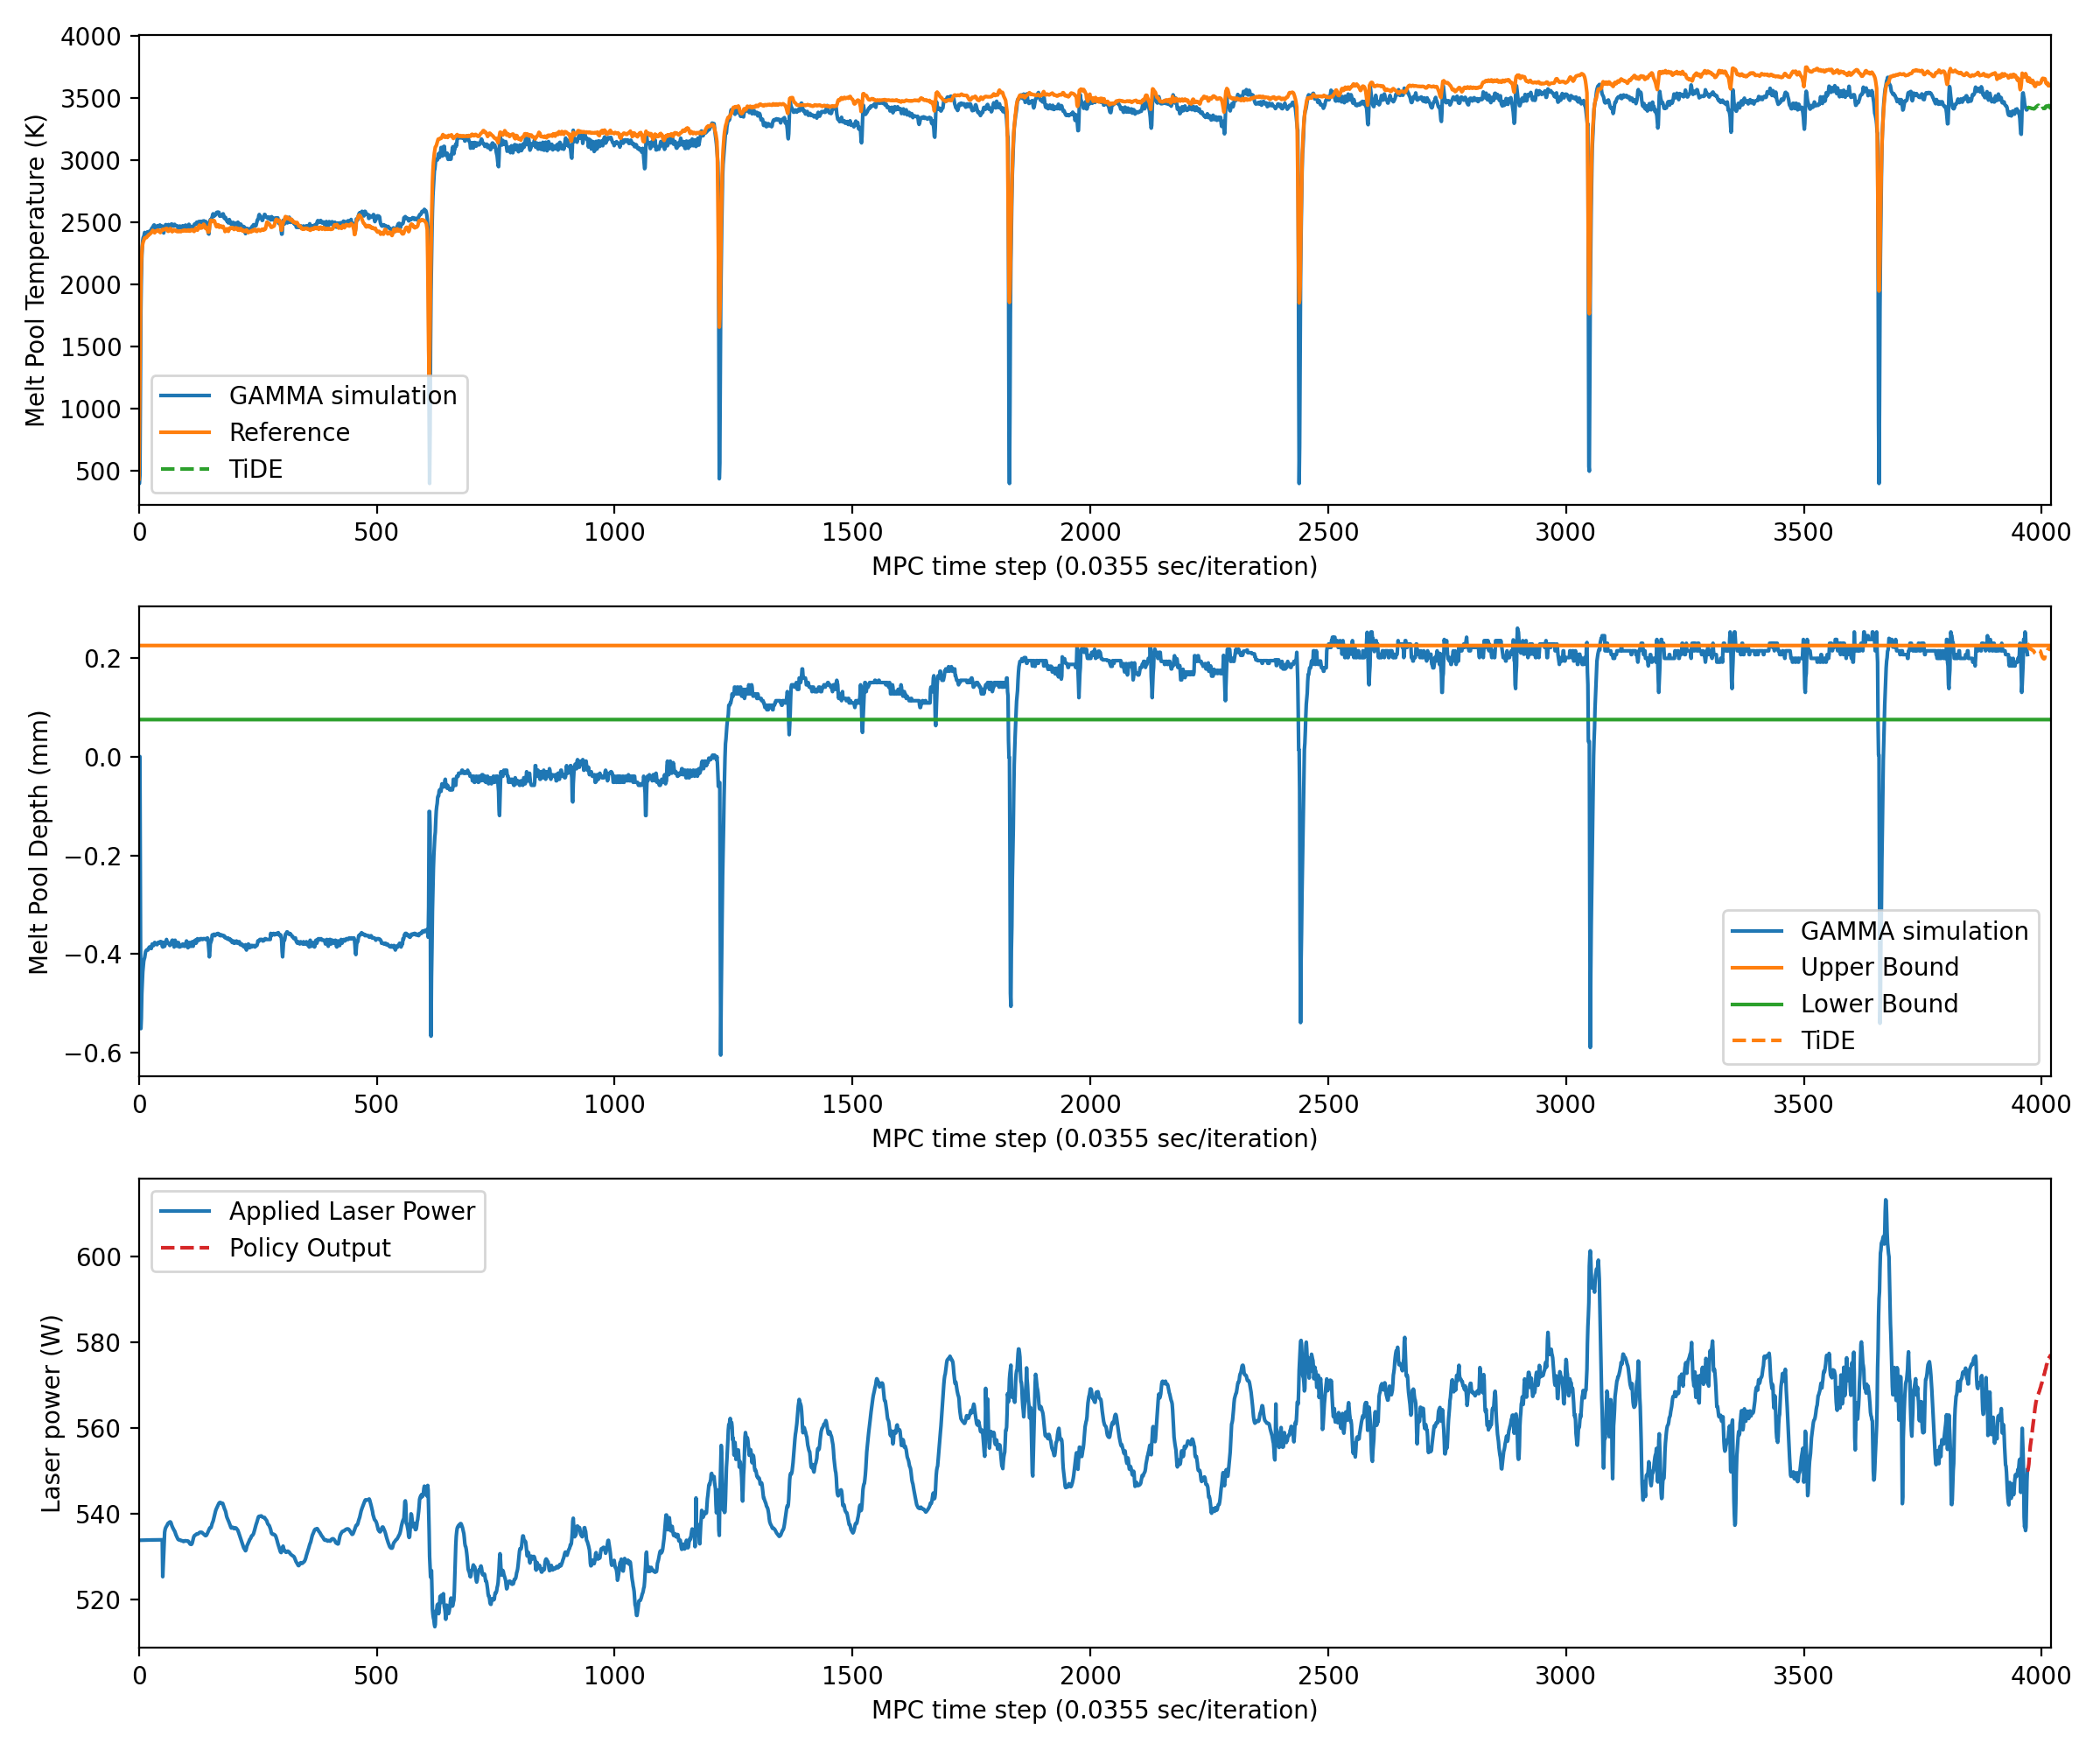 4000
3500
3000
2500
2000
1500
1000
500
Melt Pool Temperature (K)
GAMMA simulation
Reference
TiDE
0 500 1000 1500 2000 2500 3000 3500 4000
MPC time step (0.0355 sec/iteration)
0.2
0.0
−0.2
−0.4
−0.6
Melt Pool Depth (mm)
GAMMA simulation
Upper Bound
Lower Bound
TiDE
0 500 1000 1500 2000 2500 3000 3500 4000
MPC time step (0.0355 sec/iteration)
Applied Laser Power
Policy Output
600
580
560
540
520
Laser power (W)
0 500 1000 1500 2000 2500 3000 3500 4000
MPC time step (0.0355 sec/iteration)